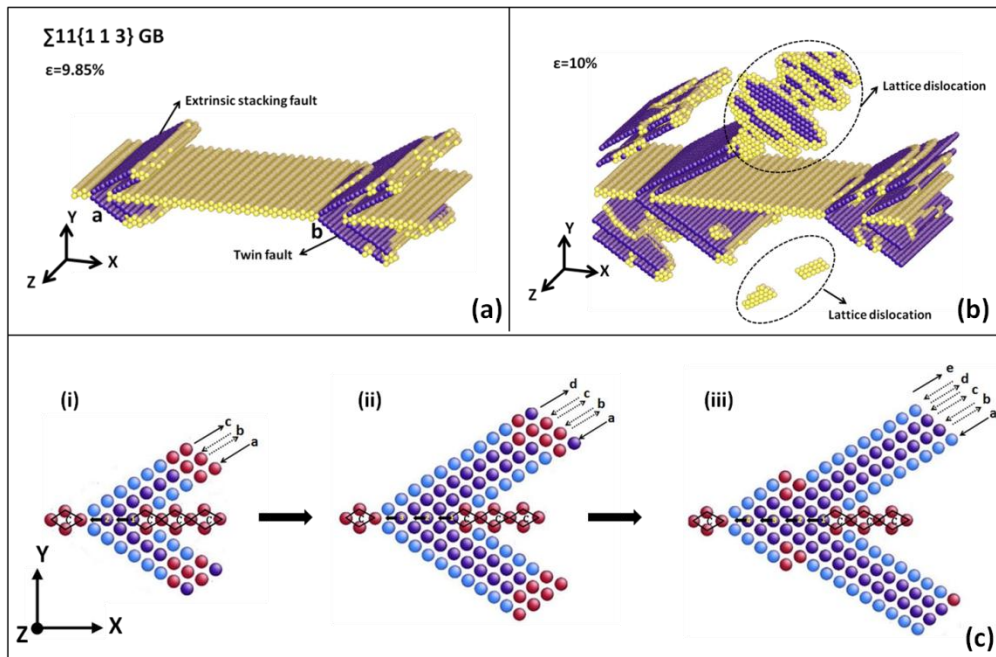 ∑11{1 1 3} GB
ε=9.85%
Extrinsic stacking fault
a
b
Twin fault
Y
X
Z
(a)
ε=10%
Lattice dislocation
Y
X
Z
Lattice dislocation
(b)
(i)
c
b
a
(ii)
d
c
b
a
(iii)
e
d
c
b
a
Y
Z
X
(c)